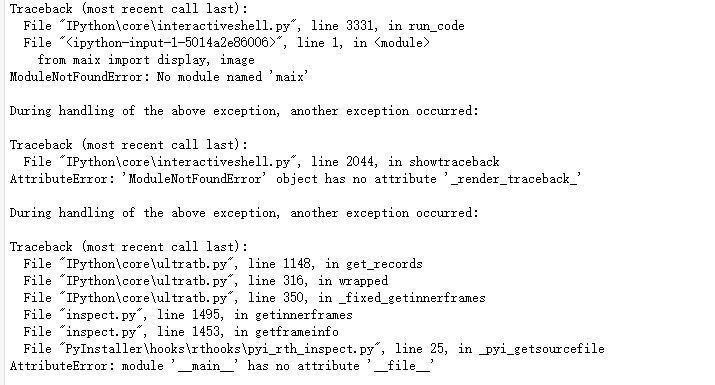 Traceback (most recent call last):
  File "IPython\core\interactiveshell.py", line 3331, in run_code
  File "<ipython-input-1-5014a2e86006>", line 1, in <module>
    from maix import display, image
ModuleNotFoundError: No module named 'maix'

During handling of the above exception, another exception occurred:

Traceback (most recent call last):
  File "IPython\core\interactiveshell.py", line 2044, in showtraceback
AttributeError: 'ModuleNotFoundError' object has no attribute '_render_traceback_'

During handling of the above exception, another exception occurred:

Traceback (most recent call last):
  File "IPython\core\ultratb.py", line 1148, in get_records
  File "IPython\core\ultratb.py", line 316, in wrapped
  File "IPython\core\ultratb.py", line 350, in _fixed_getinnerframes
  File "inspect.py", line 1495, in getinnerframes
  File "inspect.py", line 1453, in getframeinfo
  File "PyInstaller\hooks\rthooks\pyi_rth_inspect.py", line 25, in _pyi_getsourcefile
AttributeError: module '__main__' has no attribute '__file__'